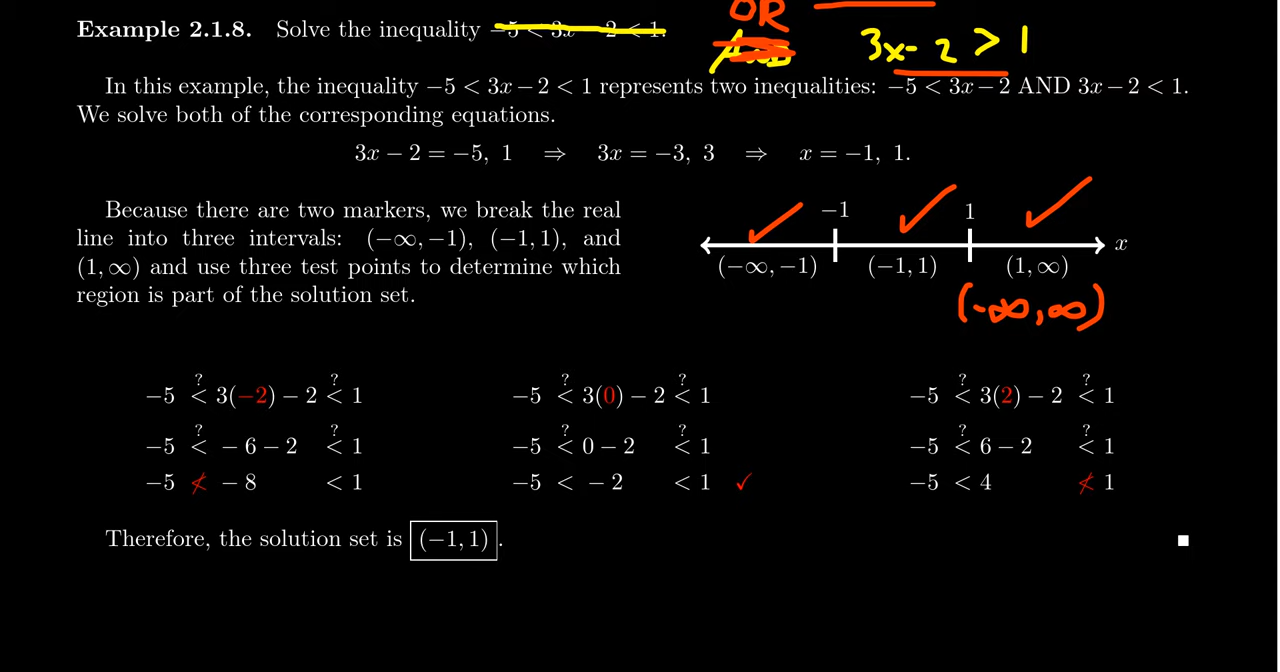 OR
Example 2.1.8. Solve the inequality −5 < 3x − 2 < 1.
And
3x − 2 > 1
In this example, the inequality −5 < 3x − 2 < 1 represents two inequalities: −5 < 3x − 2 AND 3x − 2 < 1.
We solve both of the corresponding equations.
3x − 2 = −5, 1 ⇒ 3x = −3, 3 ⇒ x = −1, 1.
Because there are two markers, we break the real
line into three intervals: (−∞, −1), (−1, 1), and
(1, ∞) and use three test points to determine which
region is part of the solution set.
−1 1
x
(−∞, −1) (−1, 1) (1, ∞)
(-∞, ∞)
−5 ?< 3(−2) − 2 ?< 1
−5 ?< − 6 − 2 ?< 1
−5 ≮ − 8 < 1
−5 ?< 3(0) − 2 ?< 1
−5 ?< 0 − 2 ?< 1
−5 < − 2 < 1 ✓
−5 ?< 3(2) − 2 ?< 1
−5 ?< 6 − 2 ?< 1
−5 < 4 ≮ 1
Therefore, the solution set is (−1, 1).